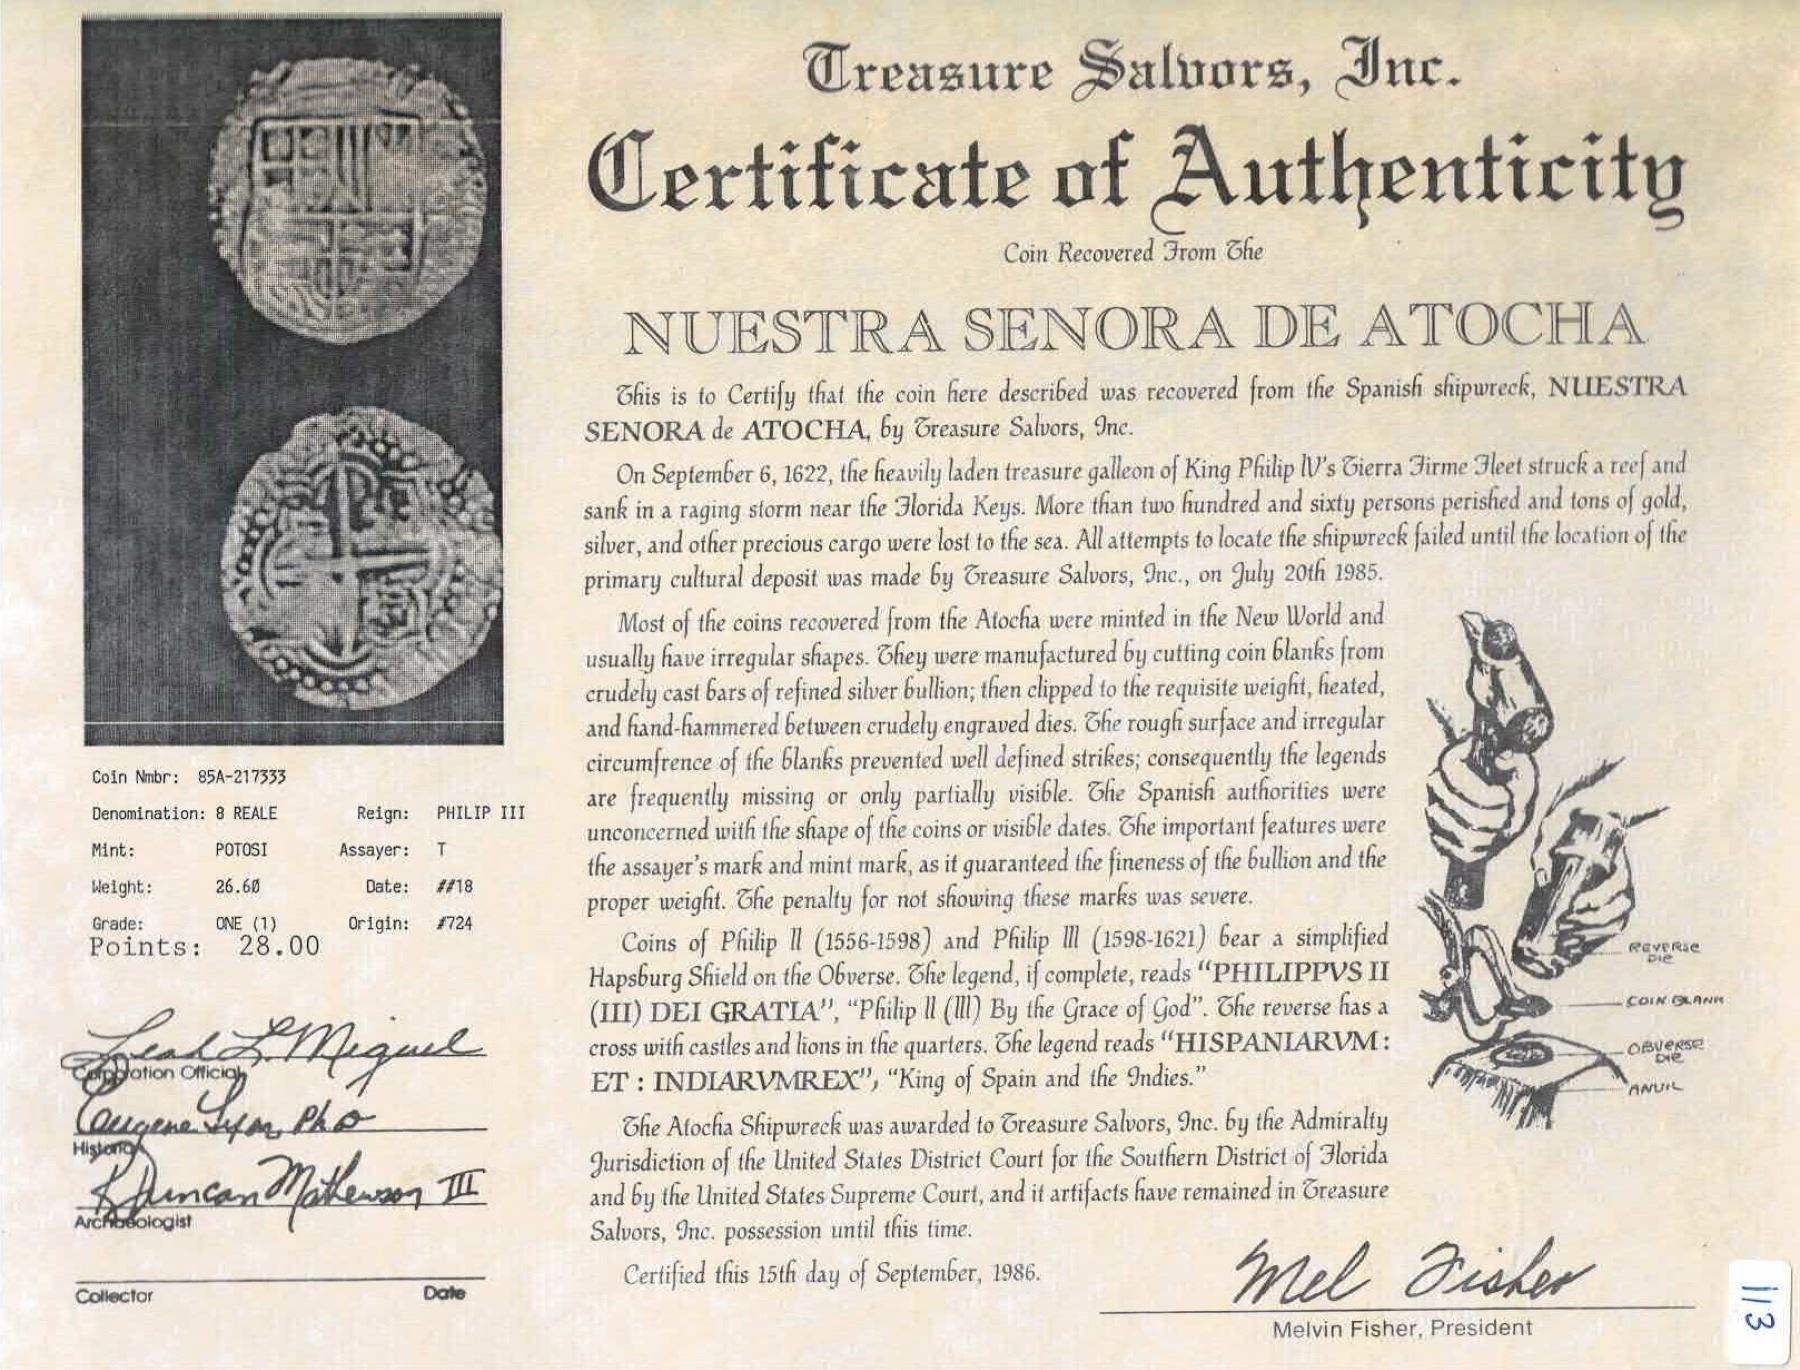 Treasure Salvors, Inc.
Certificate of Authenticity
Coin Recovered From The
NUESTRA SENORA DE ATOCHA
This is to Certify that the coin here described was recovered from the Spanish shipwreck, NUESTRA
SENORA de ATOCHA, by Treasure Salvors, Inc.
On September 6, 1622, the heavily laden treasure galleon of King Philip IV's Tierra Firme Fleet struck a reef and
sank in a raging storm near the Florida Keys. More than two hundred and sixty persons perished and tons of gold,
silver, and other precious cargo were lost to the sea. All attempts to locate the shipwreck failed until the location of the
primary cultural deposit was made by Treasure Salvors, Inc., on July 20th 1985.
Most of the coins recovered from the Atocha were minted in the New World and
usually have irregular shapes. They were manufactured by cutting coin blanks from
crudely cast bars of refined silver bullion; then clipped to the requisite weight, heated,
and hand-hammered between crudely engraved dies. The rough surface and irregular
circumfrence of the blanks prevented well defined strikes; consequently the legends
are frequently missing or only partially visible. The Spanish authorities were
unconcerned with the shape of the coins or visible dates. The important features were
the assayer's mark and mint mark, as it guaranteed the fineness of the bullion and the
proper weight. The penalty for not showing these marks was severe.
Coins of Philip II (1556-1598) and Philip III (1598-1621) bear a simplified
Hapsburg Shield on the Obverse. The legend, if complete, reads "PHILIPPVS II
(III) DEI GRATIA", "Philip II (III) By the Grace of God". The reverse has a
cross with castles and lions in the quarters. The legend reads "HISPANIARVM :
ET : INDIARVMREX", "King of Spain and the Indies."
The Atocha Shipwreck was awarded to Treasure Salvors, Inc. by the Admiralty
Jurisdiction of the United States District Court for the Southern District of Florida
and by the United States Supreme Court, and it artifacts have remained in Treasure
Salvors, Inc. possession until this time.
Certified this 15th day of September, 1986.
Mel Fisher
Melvin Fisher, President
REVERSE
DIE
COIN BLANK
OBVERSE
DIE
ANVIL
Coin Nmbr: 85A-217333
Denomination: 8 REALE Reign: PHILIP III
Mint: POTOSI Assayer: T
Weight: 26.60 Date: ##18
Grade: ONE (1) Origin: #724
Points: 28.00
Leah L. Miguel
Corporation Official
Eugene Lyon, PhD
Historian
R Duncan Mathewson III
Archaeologist
Collector Date
113